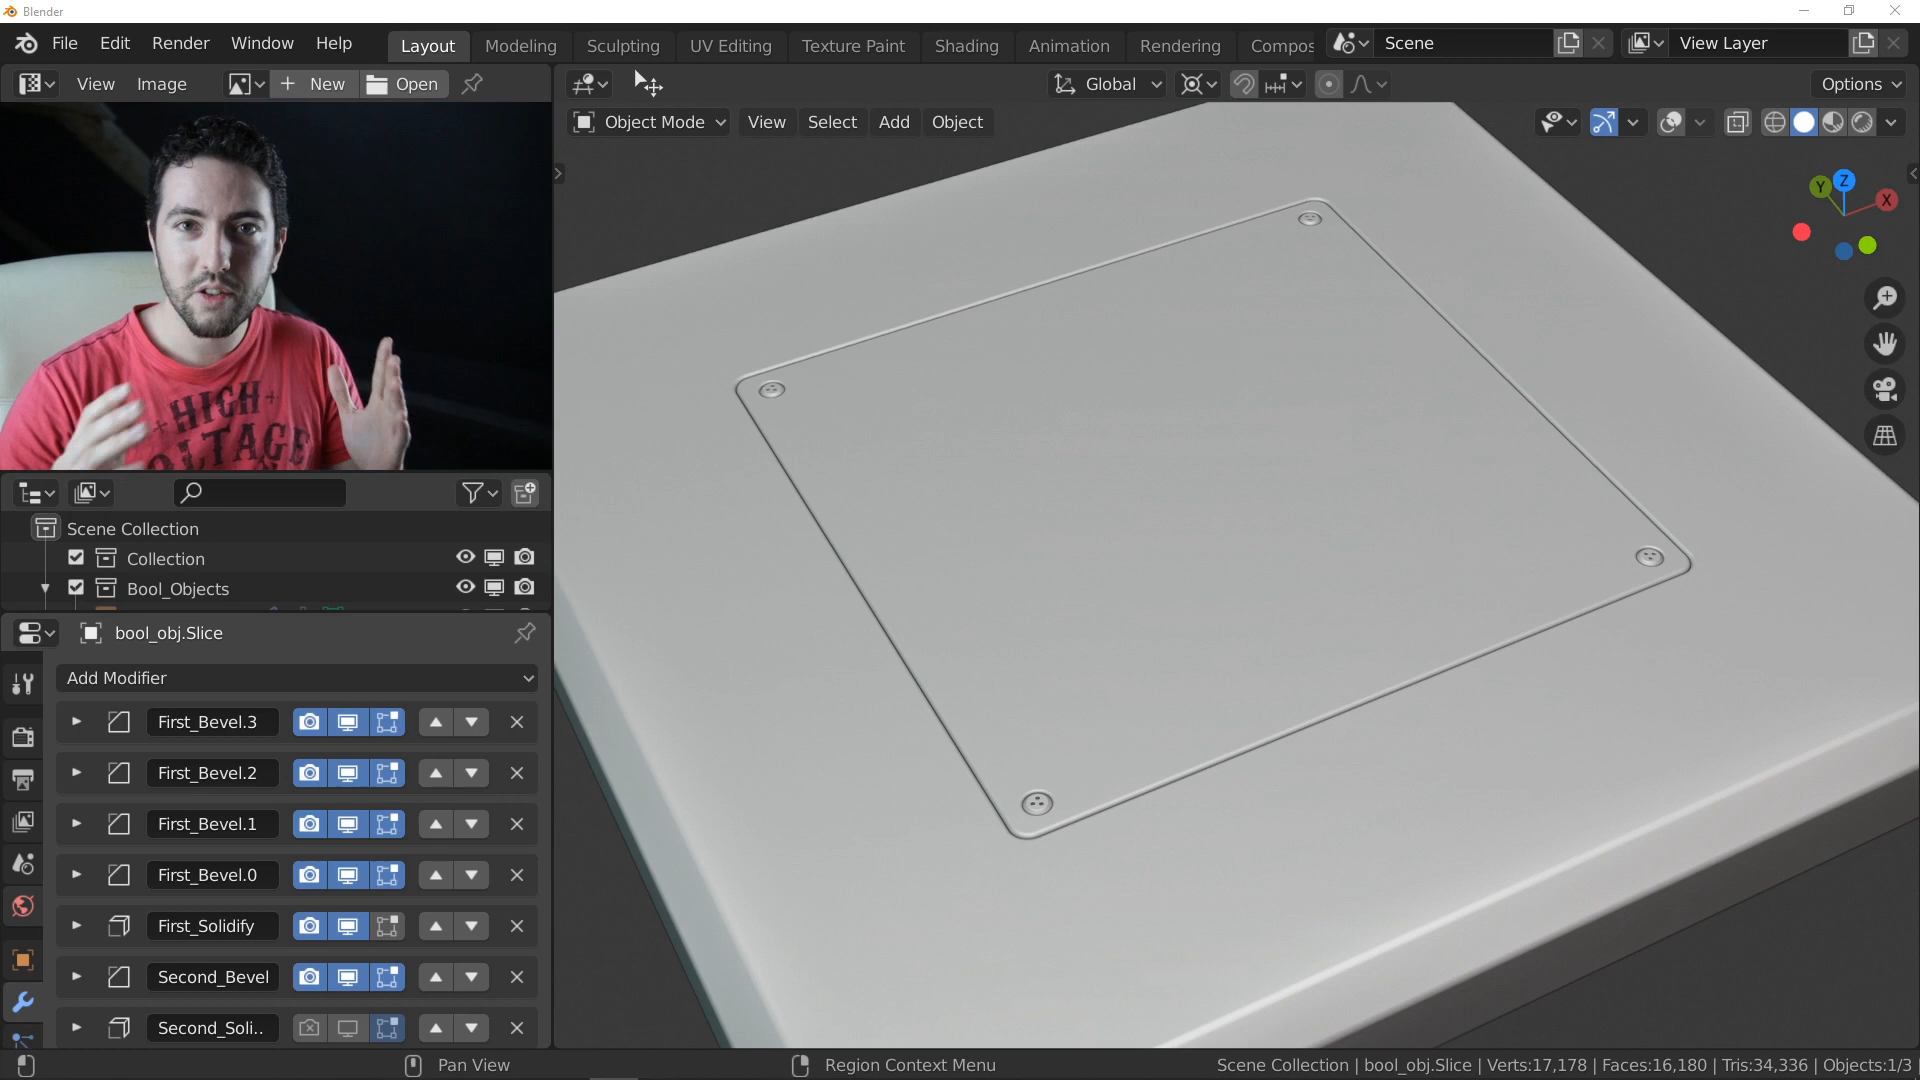 Blender
File Edit Render Window Help Layout Modeling Sculpting UV Editing Texture Paint Shading Animation Rendering Compos Scene View Layer
View Image New Open Global Options
Object Mode View Select Add Object
Z
Y
X
HIGH
VOLTAGE
Scene Collection
Collection
Bool_Objects
bool_obj.Slice
Add Modifier
First_Bevel.3
First_Bevel.2
First_Bevel.1
First_Bevel.0
First_Solidify
Second_Bevel
Second_Soli..
Pan View Region Context Menu Scene Collection | bool_obj.Slice | Verts:17,178 | Faces:16,180 | Tris:34,336 | Objects:1/3